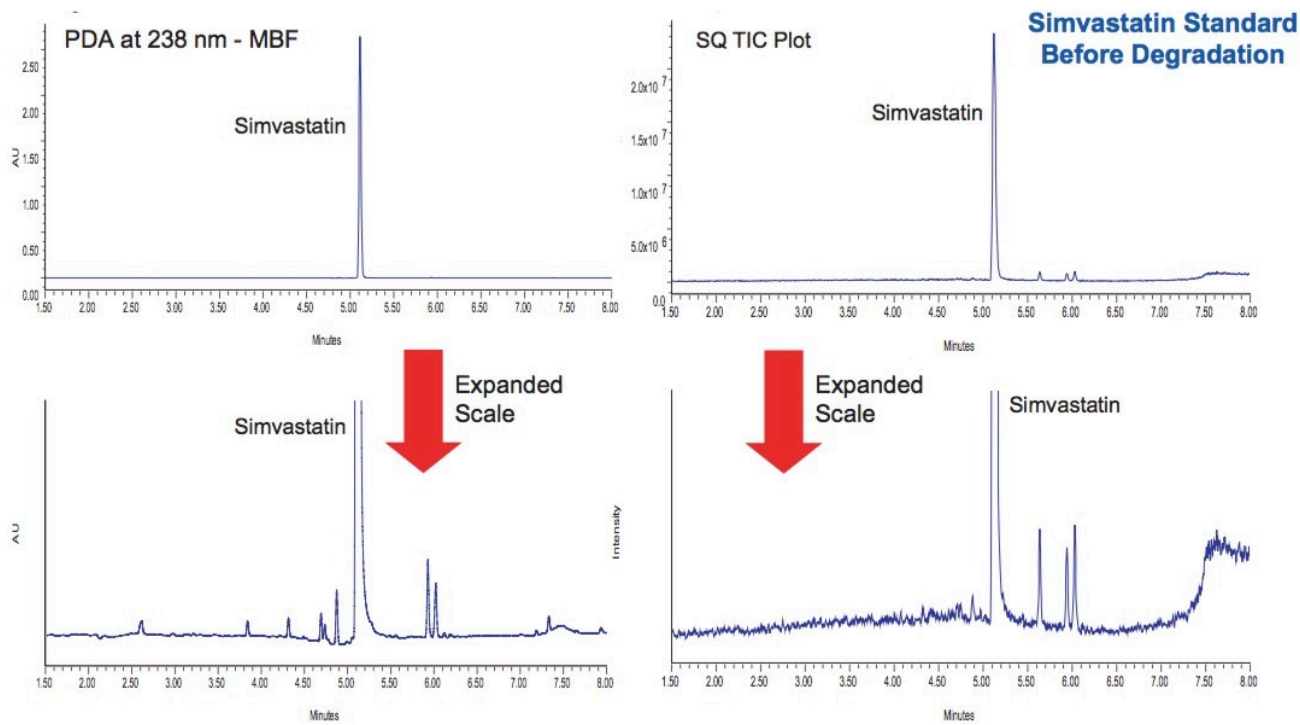 PDA at 238 nm - MBF
Simvastatin
AU
2.50
2.00
1.50
1.00
0.50
0.00
1.50 2.00 2.50 3.00 3.50 4.00 4.50 5.00 5.50 6.00 6.50 7.00 7.50 8.00
Minutes
SQ TIC Plot
Simvastatin Standard
Before Degradation
Simvastatin
2.0x10 7
1.5x10 7
1.0x10 7
5.0x10 6
0.0
1.50 2.00 2.50 3.00 3.50 4.00 4.50 5.00 5.50 6.00 6.50 7.00 7.50 8.00
Minutes
Expanded
Scale
Simvastatin
AU
1.50 2.00 2.50 3.00 3.50 4.00 4.50 5.00 5.50 6.00 6.50 7.00 7.50 8.00
Minutes
Expanded
Scale
Simvastatin
Intensity
1.50 2.00 2.50 3.00 3.50 4.00 4.50 5.00 5.50 6.00 6.50 7.00 7.50 8.00
Minutes